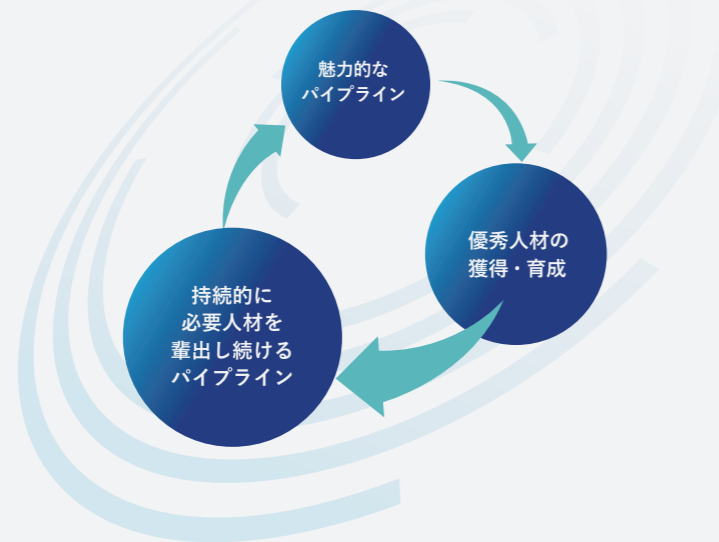 魅力的な
パイプライン
優秀人材の
獲得・育成
持続的に
必要人材を
輩出し続ける
パイプライン